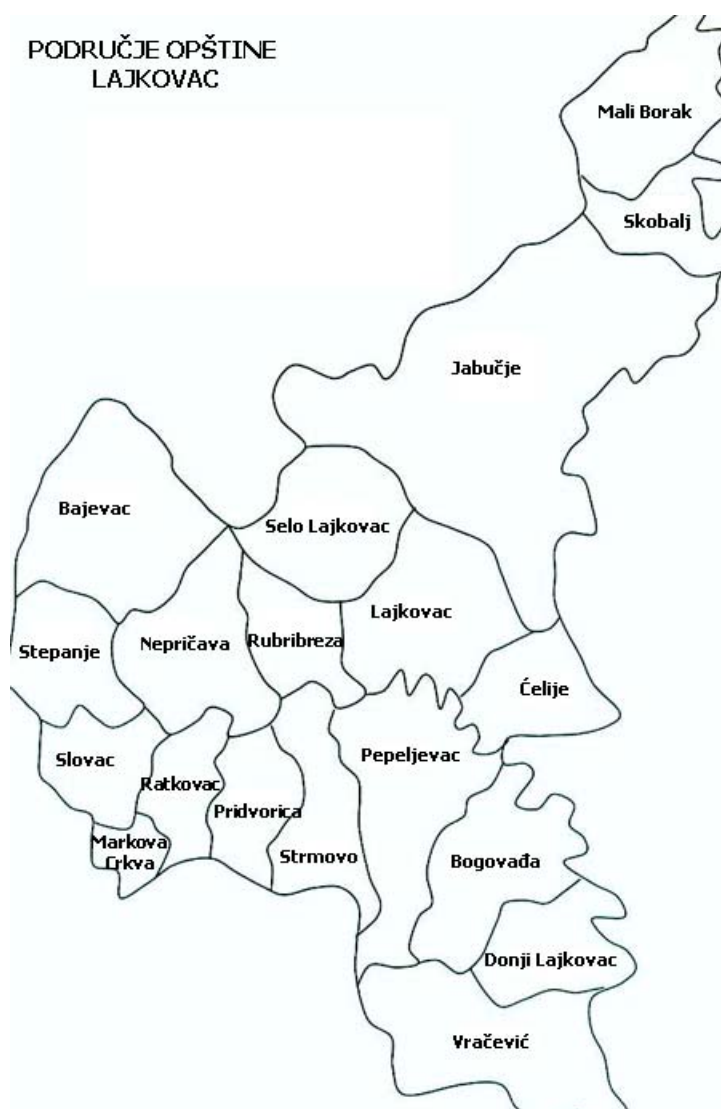 PODRUČJE OPŠTINE
LAJKOVAC
Mali Borak
Skobalj
Jabučje
Bajevac
Selo Lajkovac
Lajkovac
Stepanje
Nepričava
Rubribreza
Ćelije
Slovac
Ratkovac
Pridvorica
Pepeljevac
Markova
Crkva
Strmovo
Bogovađa
Donji Lajkovac
Vračević